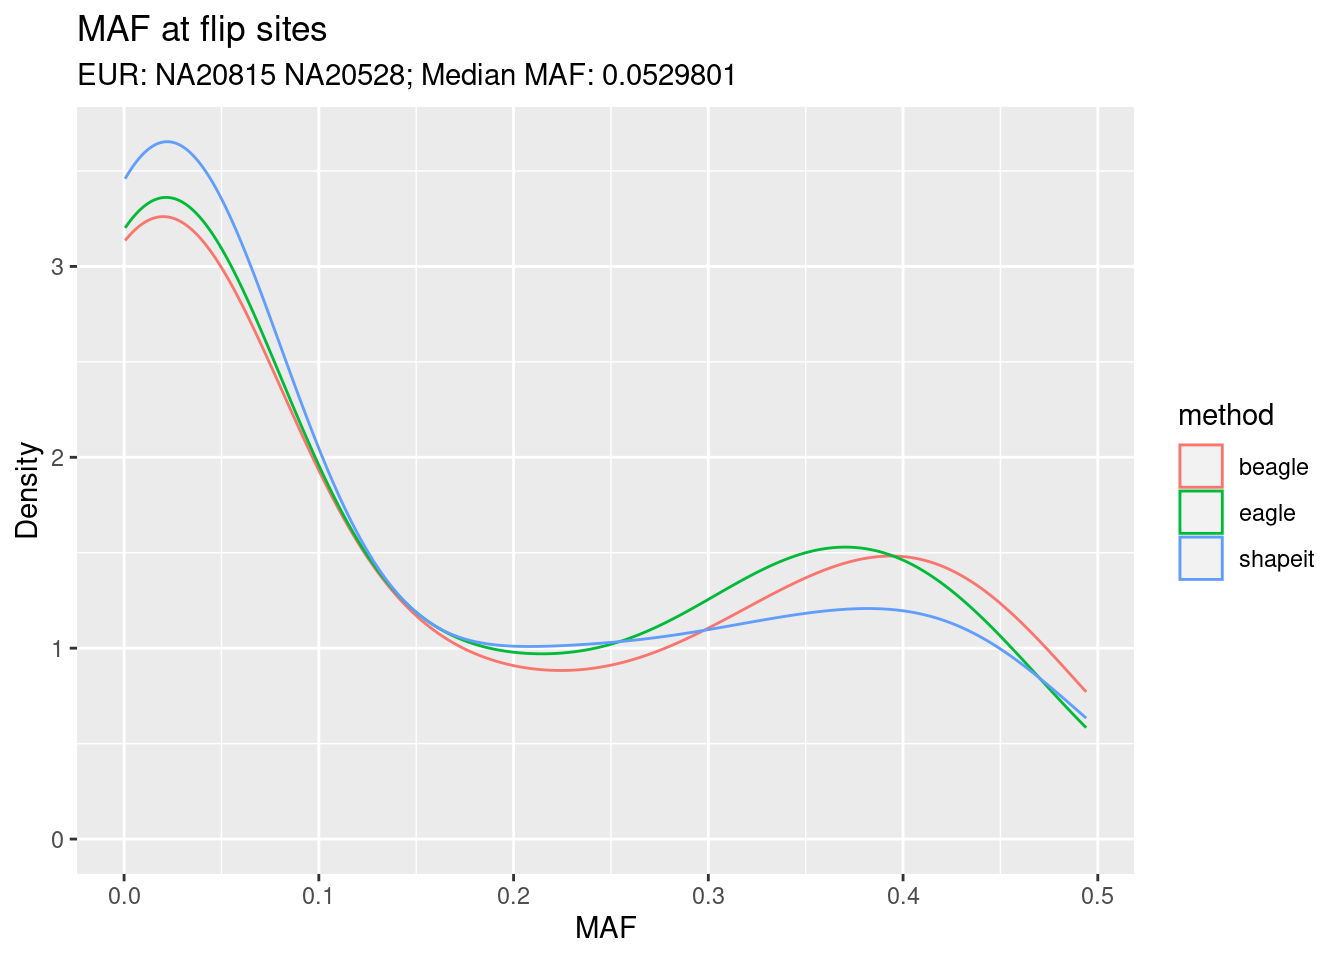 MAF at flip sites
EUR: NA20815 NA20528; Median MAF: 0.0529801
Density
3
2
1
0
0.0 0.1 0.2 0.3 0.4 0.5
MAF
method
beagle
eagle
shapeit